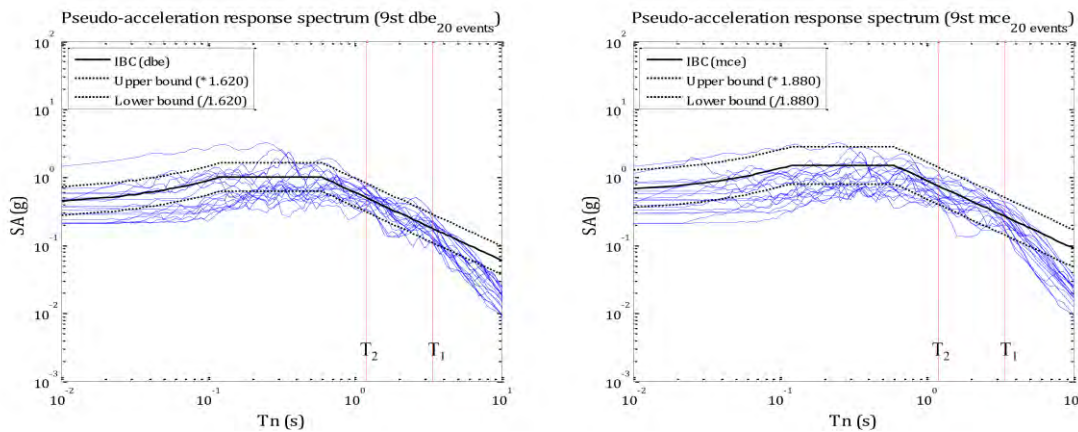 Pseudo-acceleration response spectrum (9st dbe20 events)
10^2
10^1
10^0
10^-1
10^-2
10^-3
SA(g)
IBC(dbe)
Upper bound (*1.620)
Lower bound (/1.620)
T2
T1
10^-2
10^-1
10^0
10^1
Tn (s)
Pseudo-acceleration response spectrum (9st mce20 events)
10^2
10^1
10^0
10^-1
10^-2
10^-3
SA(g)
IBC(mce)
Upper bound (*1.880)
Lower bound (/1.880)
T2
T1
10^-2
10^-1
10^0
10^1
Tn (s)